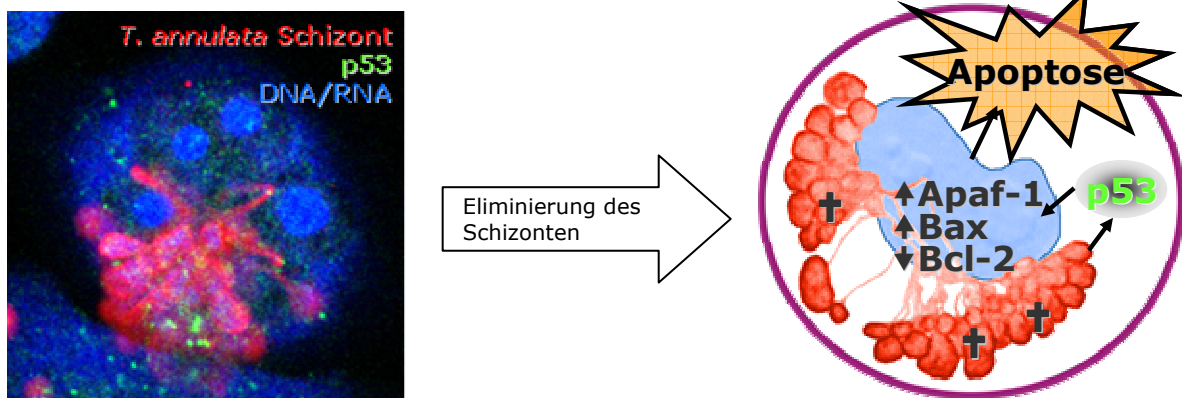 T. annulata Schizont
p53
DNA/RNA
Eliminierung des
Schizonten
Apoptose
p53
Apaf-1
Bax
Bcl-2